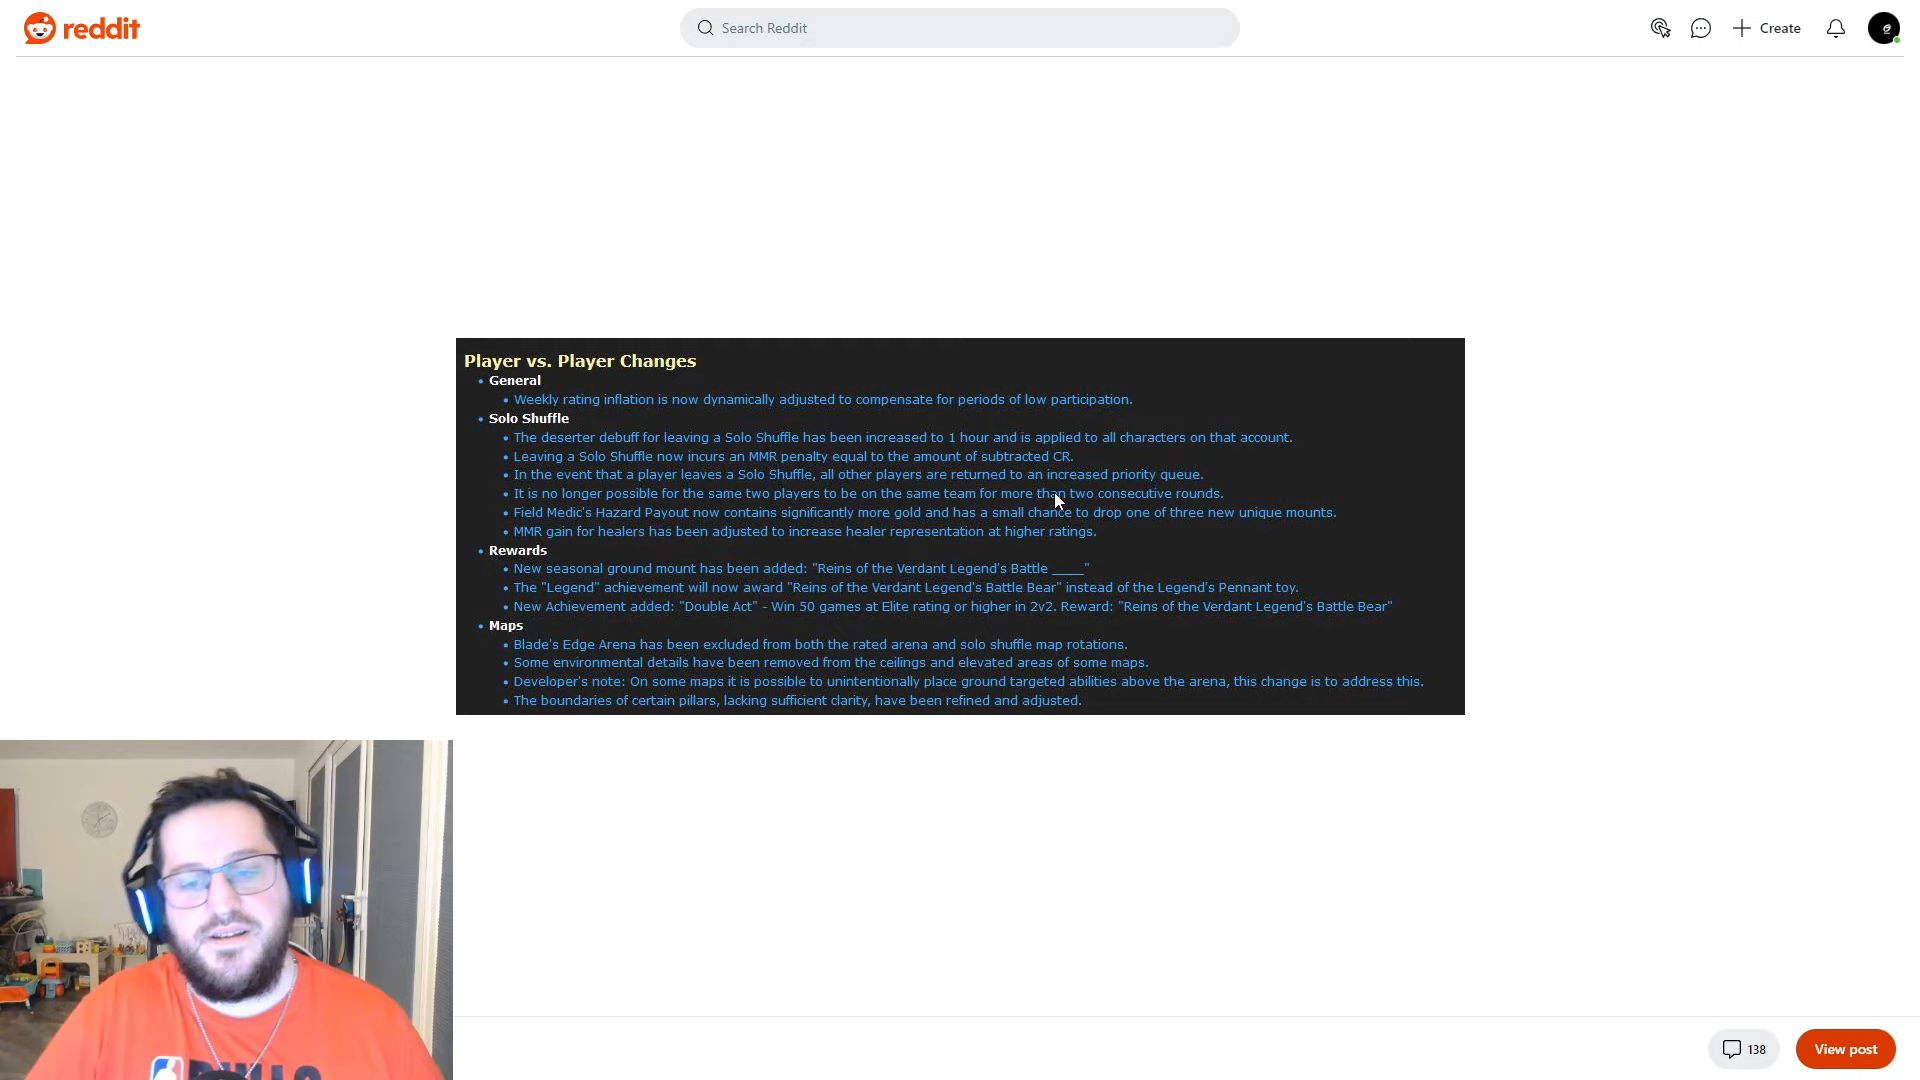 reddit
Search Reddit
Create
Player vs. Player Changes
General
Weekly rating inflation is now dynamically adjusted to compensate for periods of low participation.
Solo Shuffle
The deserter debuff for leaving a Solo Shuffle has been increased to 1 hour and is applied to all characters on that account.
Leaving a Solo Shuffle now incurs an MMR penalty equal to the amount of subtracted CR.
In the event that a player leaves a Solo Shuffle, all other players are returned to an increased priority queue.
It is no longer possible for the same two players to be on the same team for more than two consecutive rounds.
Field Medic's Hazard Payout now contains significantly more gold and has a small chance to drop one of three new unique mounts.
MMR gain for healers has been adjusted to increase healer representation at higher ratings.
Rewards
New seasonal ground mount has been added: "Reins of the Verdant Legend's Battle ____"
The "Legend" achievement will now award "Reins of the Verdant Legend's Battle Bear" instead of the Legend's Pennant toy.
New Achievement added: "Double Act" - Win 50 games at Elite rating or higher in 2v2. Reward: "Reins of the Verdant Legend's Battle Bear"
Maps
Blade's Edge Arena has been excluded from both the rated arena and solo shuffle map rotations.
Some environmental details have been removed from the ceilings and elevated areas of some maps.
Developer's note: On some maps it is possible to unintentionally place ground targeted abilities above the arena, this change is to address this.
The boundaries of certain pillars, lacking sufficient clarity, have been refined and adjusted.
138
View post